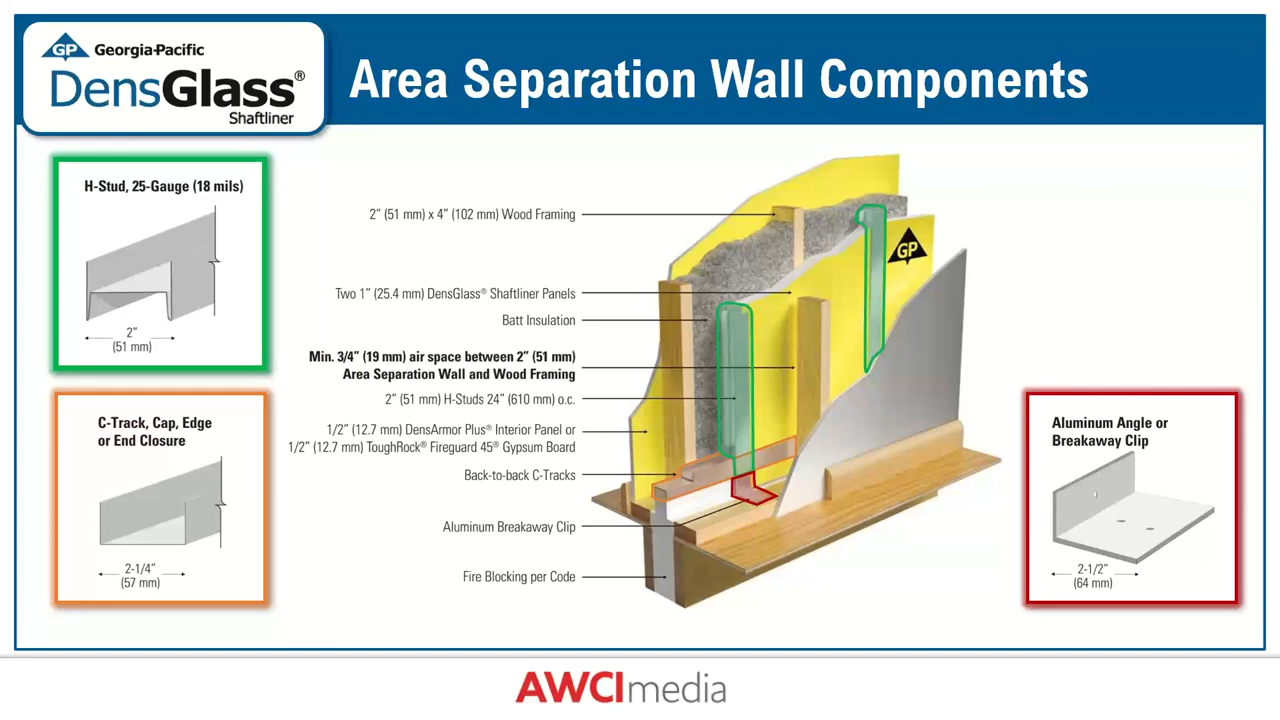 GP Georgia-Pacific
DensGlass®
Shaftliner
Area Separation Wall Components
H-Stud, 25-Gauge (18 mils)
2”
(51 mm)
C-Track, Cap, Edge
or End Closure
2-1/4”
(57 mm)
2” (51 mm) x 4” (102 mm) Wood Framing
Two 1” (25.4 mm) DensGlass® Shaftliner Panels
Batt Insulation
Min. 3/4” (19 mm) air space between 2” (51 mm)
Area Separation Wall and Wood Framing
2” (51 mm) H-Studs 24” (610 mm) o.c.
1/2” (12.7 mm) DensArmor Plus® Interior Panel or
1/2” (12.7 mm) ToughRock® Fireguard 45® Gypsum Board
Back-to-back C-Tracks
Aluminum Breakaway Clip
Fire Blocking per Code
GP
Aluminum Angle or
Breakaway Clip
2-1/2”
(64 mm)
AWCImedia